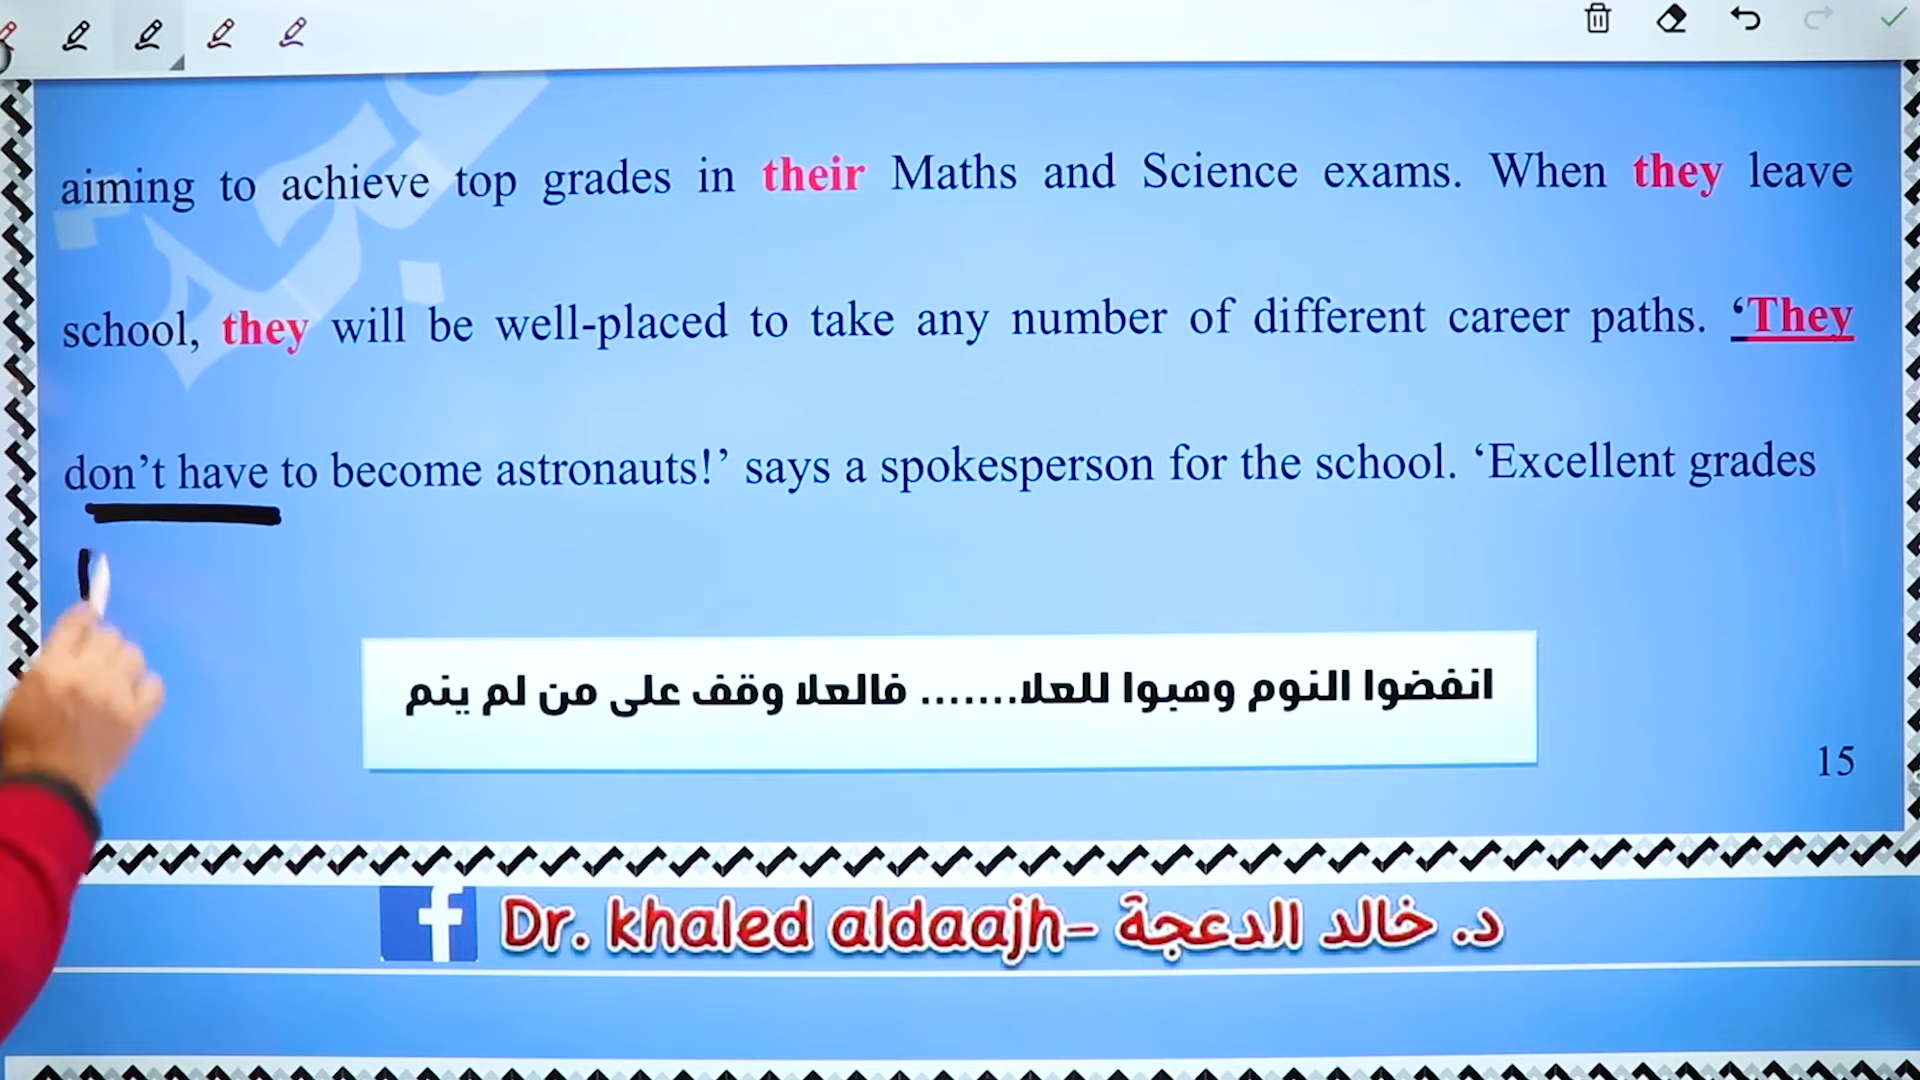 aiming to achieve top grades in their Maths and Science exams. When they leave
school, they will be well-placed to take any number of different career paths. ‘They
don’t have to become astronauts!’ says a spokesperson for the school. ‘Excellent grades
انفضوا النوم وهبوا للعلا....... فالعلا وقف على من لم ينم
15
Dr. khaled aldaajh- د. خالد الدعجة